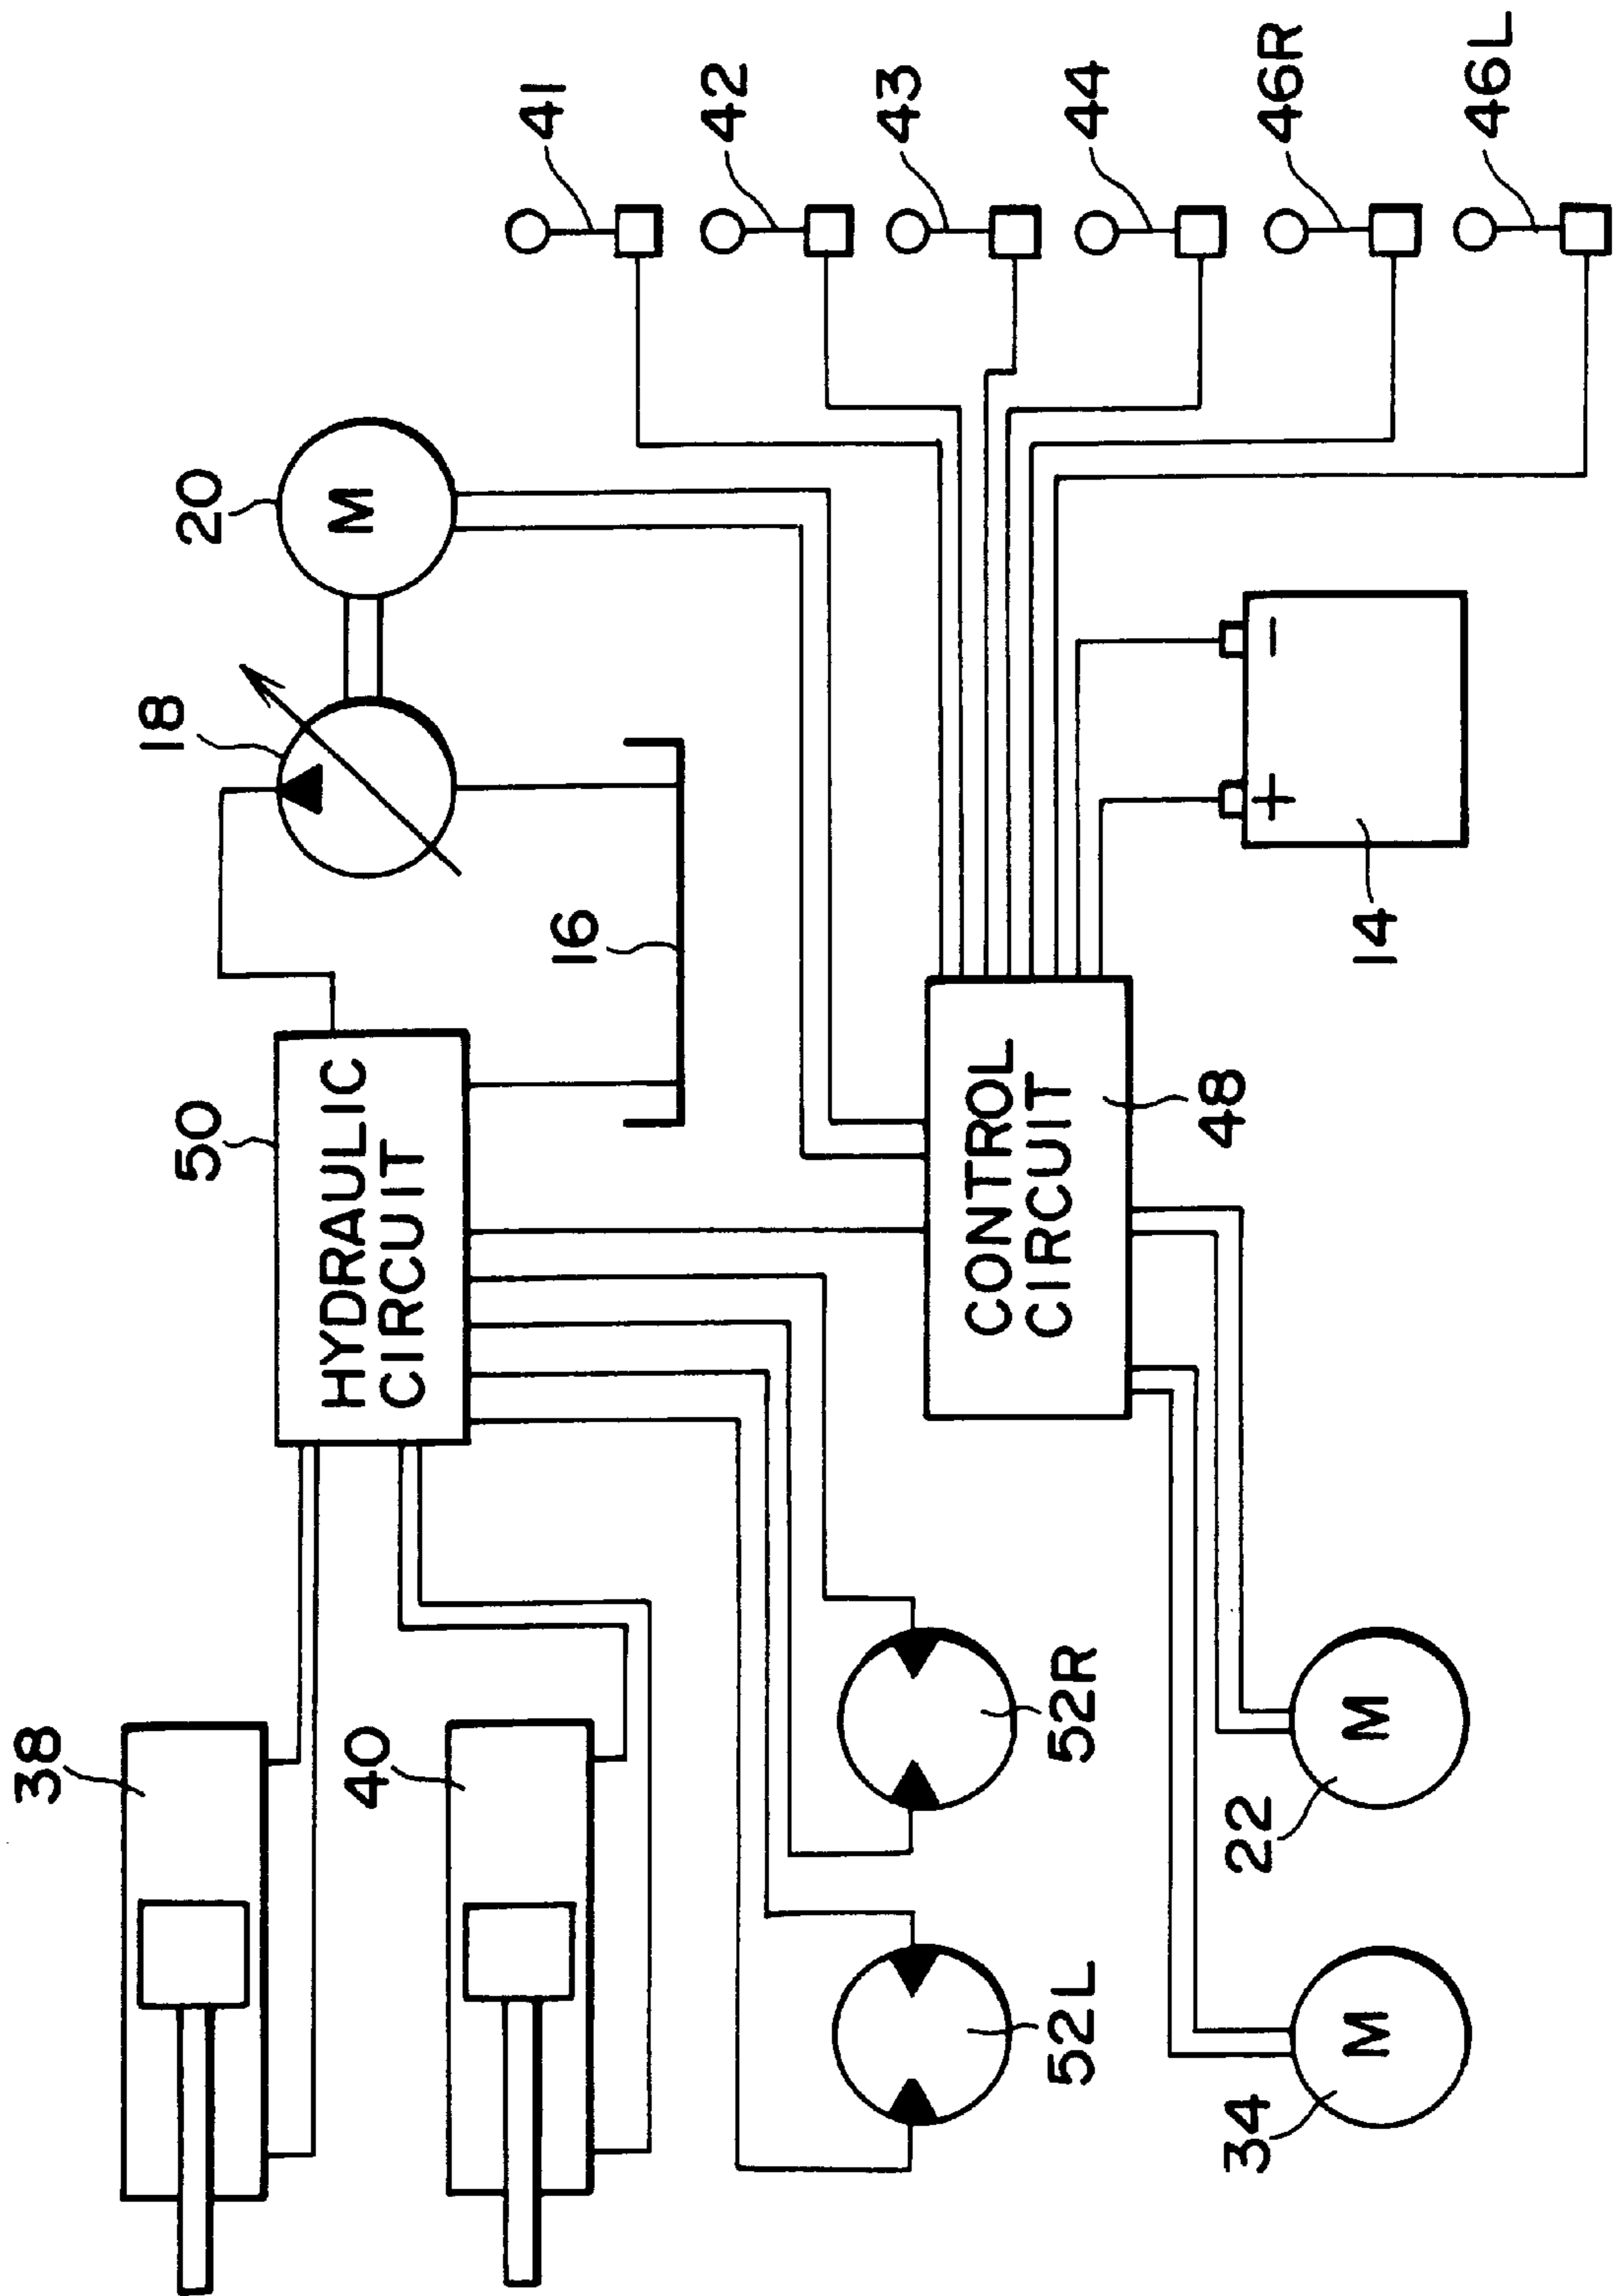 38
40
50
HYDRAULIC
CIRCUIT
18
20
M
16
41
42
43
44
46R
46L
52L
52R
CONTROL
CIRCUIT
48
+
-
14
34
M
22
M